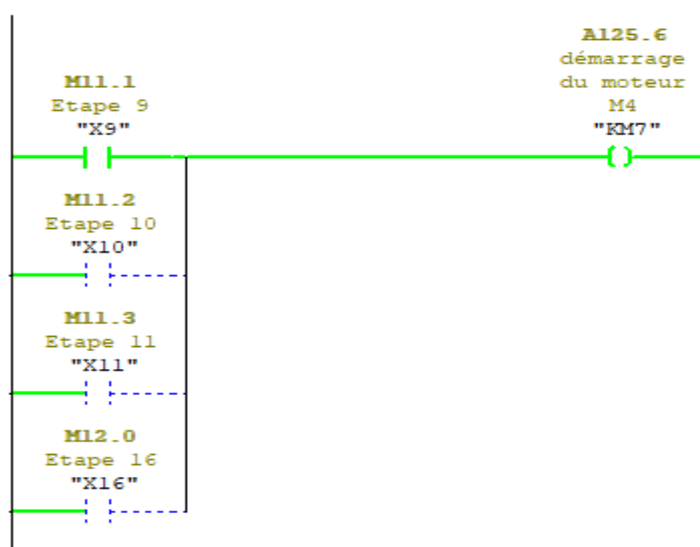 A125.6
démarrage
du moteur
M4
"KM7"
M11.1
Etape 9
"X9"
M11.2
Etape 10
"X10"
M11.3
Etape 11
"X11"
M12.0
Etape 16
"X16"